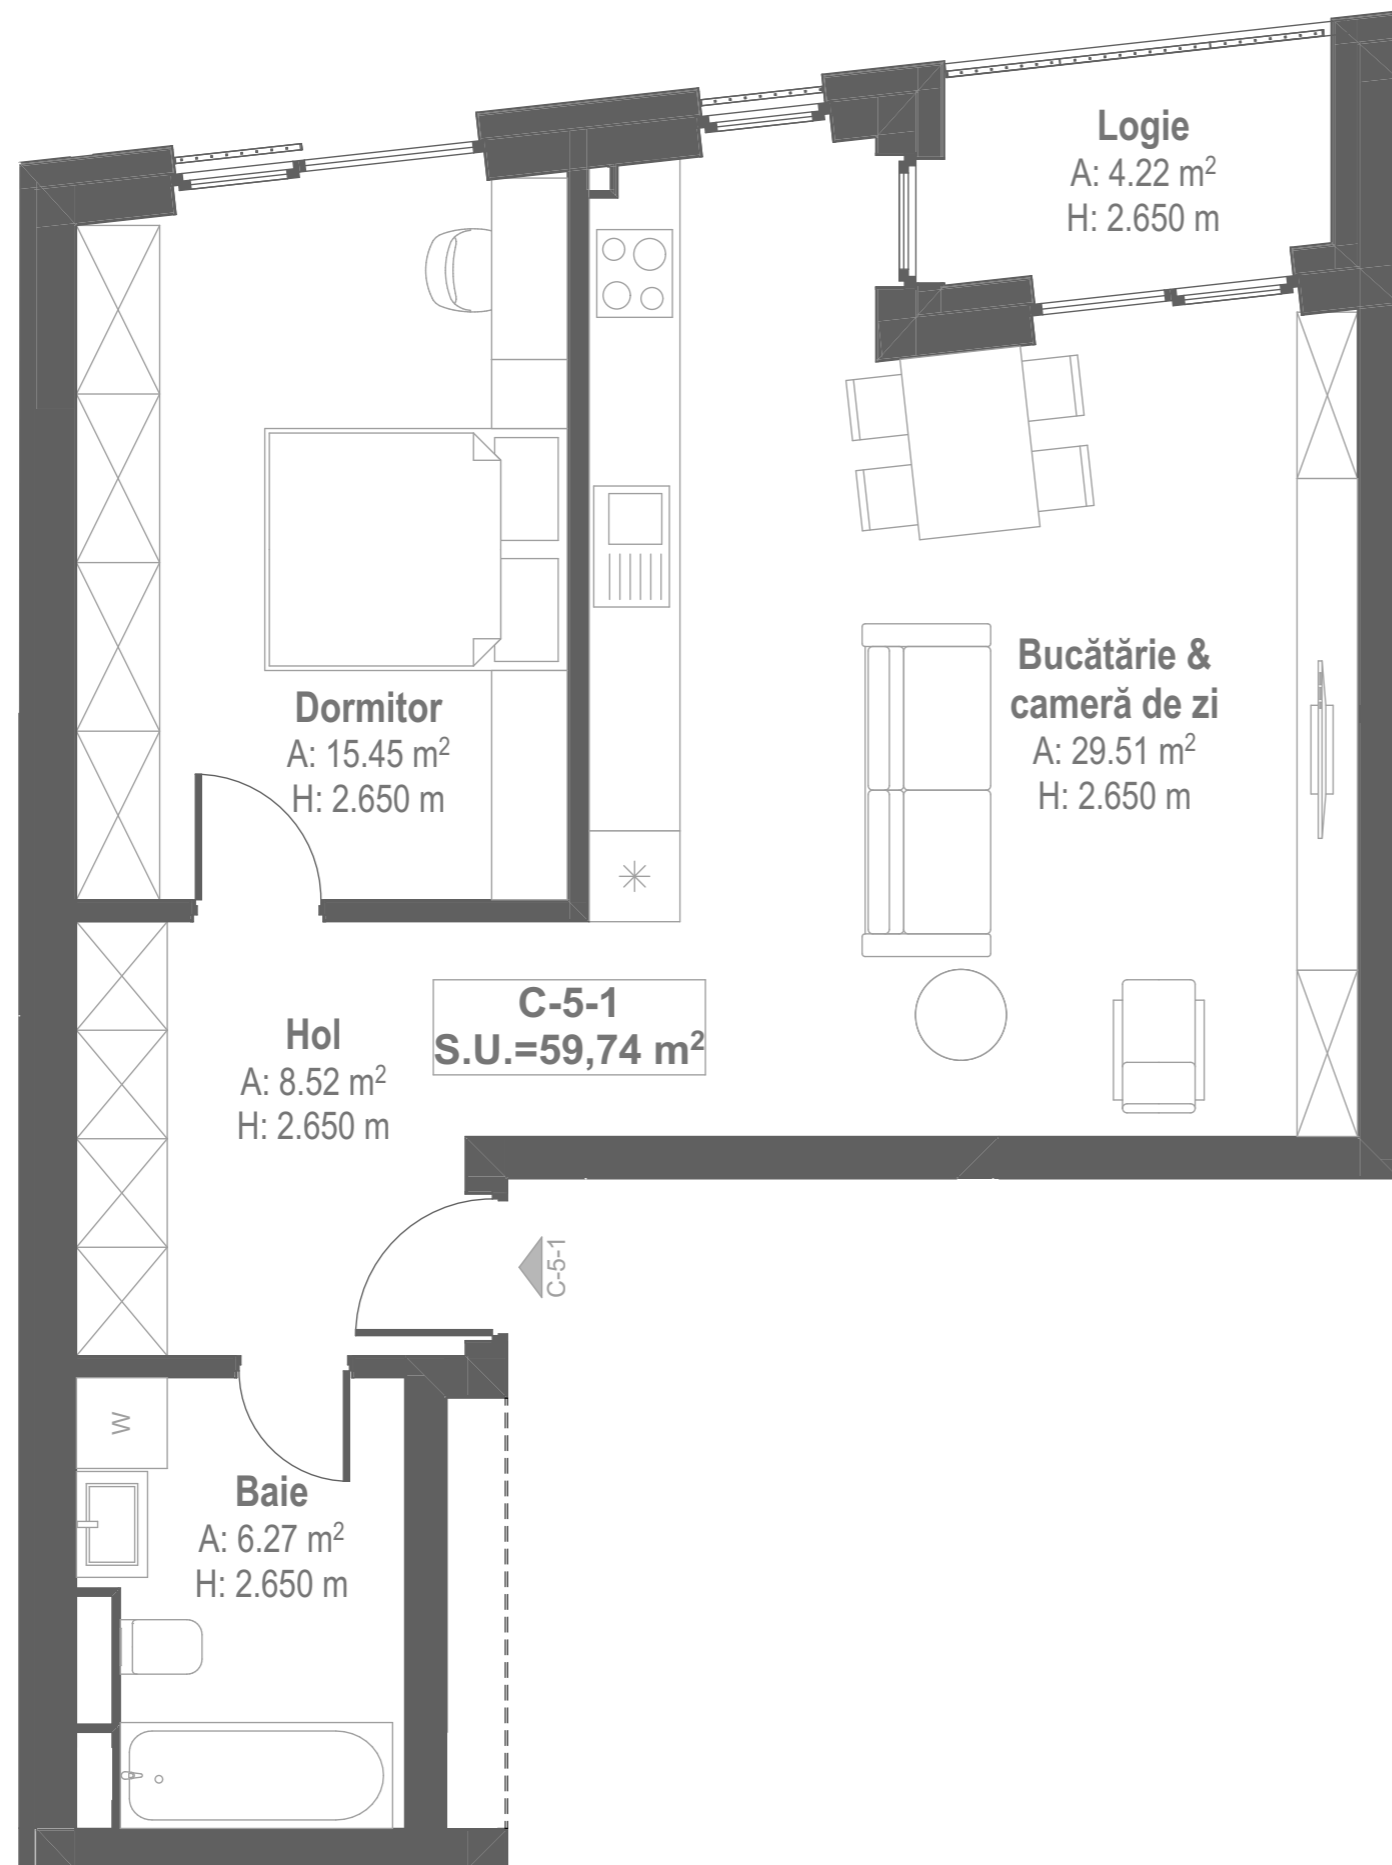 Logie
A: 4.22 m²
H: 2.650 m
Bucătărie &
cameră de zi
A: 29.51 m²
H: 2.650 m
Dormitor
A: 15.45 m²
H: 2.650 m
C-5-1
S.U.=59,74 m²
Hol
A: 8.52 m²
H: 2.650 m
C-5-1
W
Baie
A: 6.27 m²
H: 2.650 m